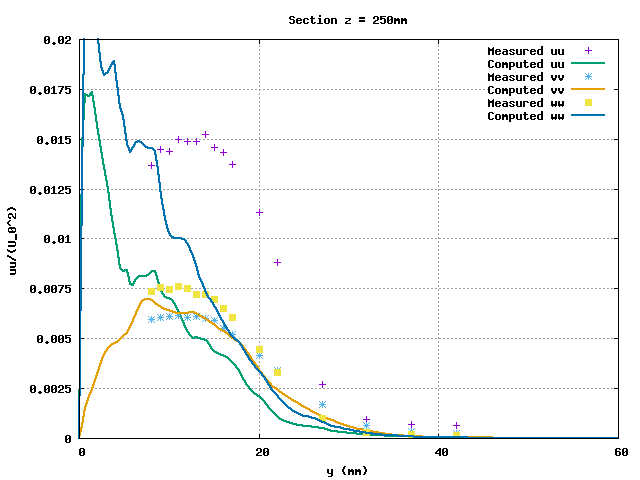 Section z = 250mm
Measured uu
Computed uu
Measured vv
Computed vv
Measured ww
Computed ww
0.02
0.0175
0.015
0.0125
0.01
0.0075
0.005
0.0025
0
uu/(U_0^2)
0 20 40 60
y (mm)